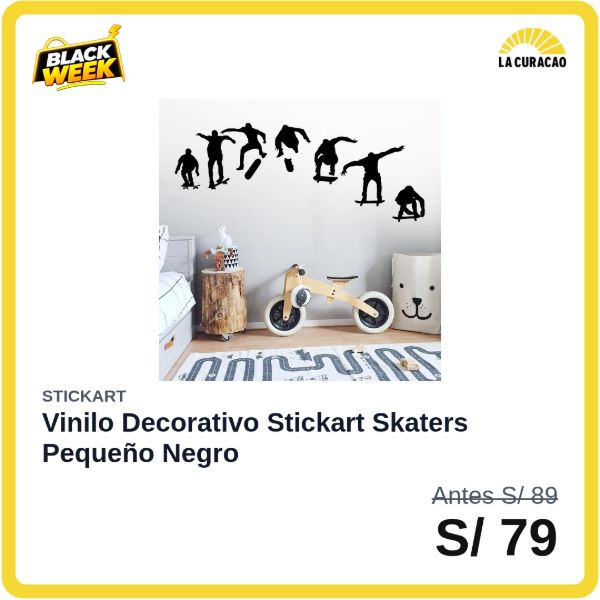 BLACK
WEEK
LA CURACAO
STICKART
Vinilo Decorativo Stickart Skaters
Pequeño Negro
Antes S/ 89
S/ 79